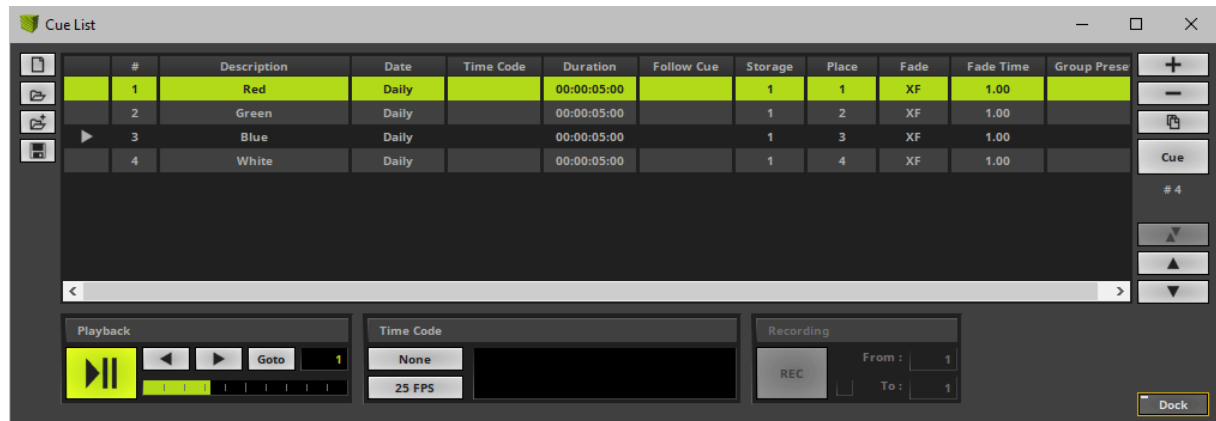 Cue List
# Description Date Time Code Duration Follow Cue Storage Place Fade Fade Time Group Prese
1 Red Daily 00:00:05:00 1 1 XF 1.00
2 Green Daily 00:00:05:00 1 2 XF 1.00
3 Blue Daily 00:00:05:00 1 3 XF 1.00
4 White Daily 00:00:05:00 1 4 XF 1.00
Cue
# 4
Playback
Goto 1
Time Code
None
25 FPS
Recording
REC
From : 1
To : 1
Dock